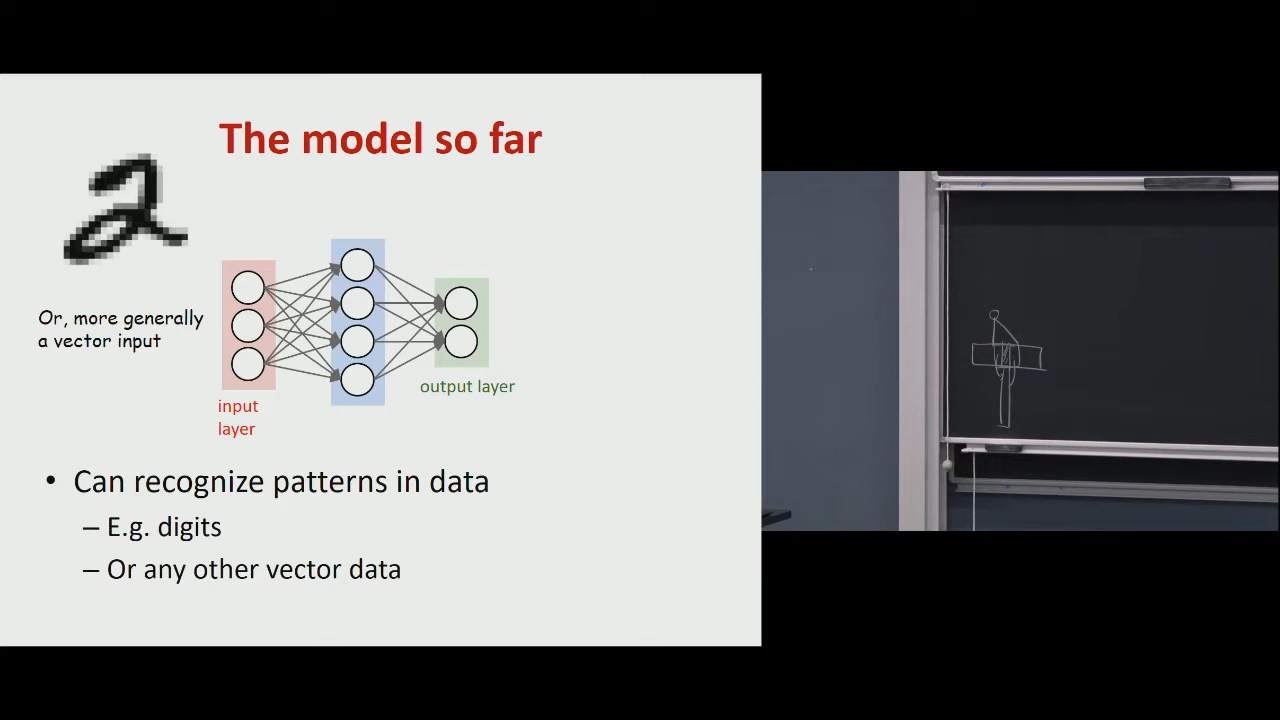 The model so far
2
Or, more generally
a vector input
input
layer
output layer
• Can recognize patterns in data
– E.g. digits
– Or any other vector data